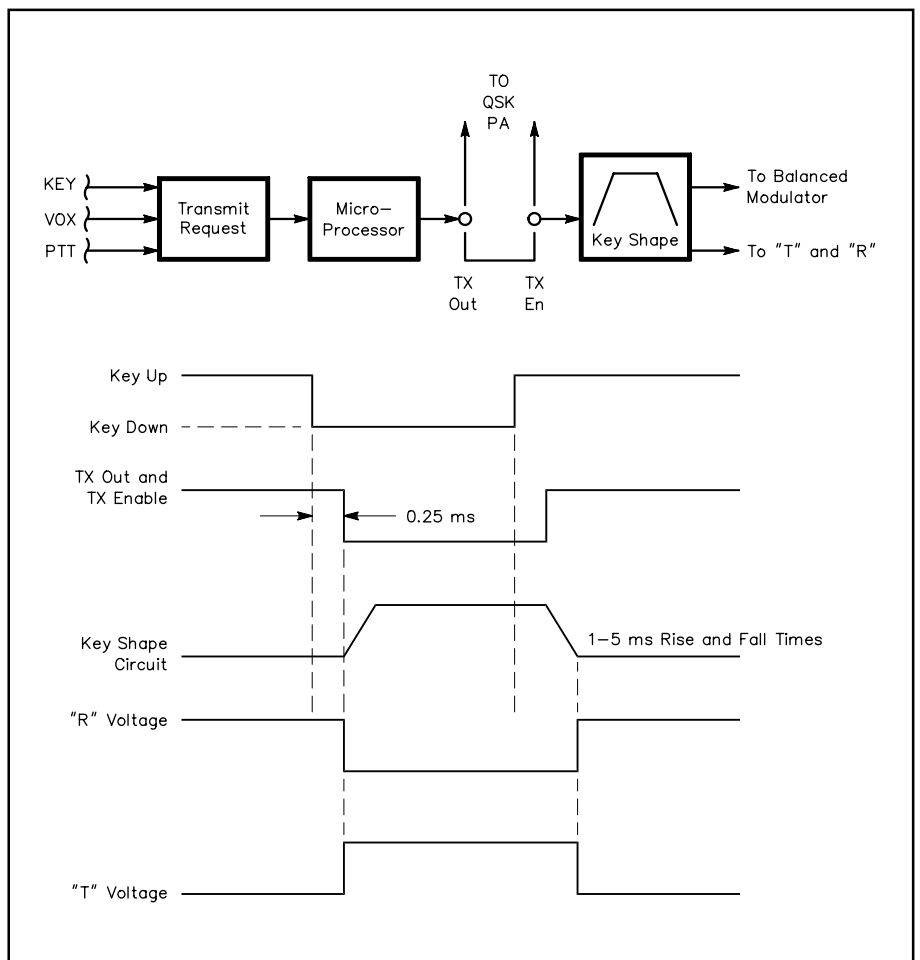 TO
QSK
PA
KEY
VOX
PTT
Transmit
Request
Micro–
Processor
Key Shape
To Balanced
Modulator
To "T" and "R"
TX
Out
TX
En
Key Up
Key Down
TX Out and
TX Enable
0.25 ms
Key Shape
Circuit
1–5 ms Rise and Fall Times
"R" Voltage
"T" Voltage